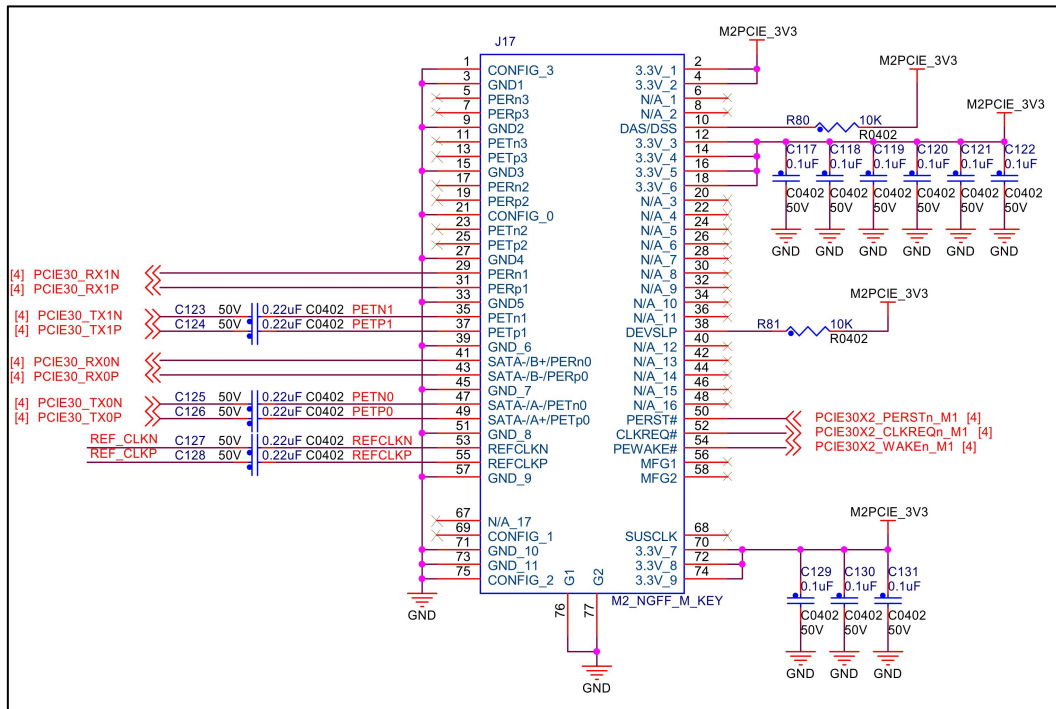 J17
M2PCIE_3V3
1 CONFIG_3 3.3V_1 2
3 GND1 3.3V_2 4
M2PCIE_3V3
5 PERn3 N/A_1 6
7 PERp3 N/A_2 8
9 GND2 DAS/DSS 10 R80 10K R0402
M2PCIE_3V3
11 PETn3 3.3V_3 12
13 PETp3 3.3V_4 14
15 GND3 3.3V_5 16
17 PERn2 3.3V_6 18
C117 C118 C119 C120 C121 C122
0.1uF 0.1uF 0.1uF 0.1uF 0.1uF 0.1uF
C0402 C0402 C0402 C0402 C0402 C0402
50V 50V 50V 50V 50V 50V
GND GND GND GND GND GND
19 PERp2 N/A_3 20
21 CONFIG_0 N/A_4 22
23 PETn2 N/A_5 24
25 PETp2 N/A_6 26
27 GND4 N/A_7 28
[4] PCIE30_RX1N 29 PERn1 N/A_8 30
[4] PCIE30_RX1P 31 PERp1 N/A_9 32
33 GND5 N/A_10 34
M2PCIE_3V3
[4] PCIE30_TX1N C123 50V 0.22uF C0402 PETN1 35 PETn1 N/A_11 36
[4] PCIE30_TX1P C124 50V 0.22uF C0402 PETP1 37 PETp1 DEVSLP 38 R81 10K R0402
39 GND_6 N/A_12 40
[4] PCIE30_RX0N 41 SATA-/B+/PERn0 N/A_13 42
[4] PCIE30_RX0P 43 SATA-/B-/PERp0 N/A_14 44
45 GND_7 N/A_15 46
[4] PCIE30_TX0N C125 50V 0.22uF C0402 PETN0 47 SATA-/A-/PETn0 N/A_16 48
[4] PCIE30_TX0P C126 50V 0.22uF C0402 PETP0 49 SATA-/A+/PETp0 PERST# 50 PCIE30X2_PERSTn_M1 [4]
51 GND_8 CLKREQ# 52 PCIE30X2_CLKREQn_M1 [4]
REF_CLKN C127 50V 0.22uF C0402 REFCLKN 53 REFCLKN PEWAKE# 54 PCIE30X2_WAKEn_M1 [4]
REF_CLKP C128 50V 0.22uF C0402 REFCLKP 55 REFCLKP MFG1 56
57 GND_9 MFG2 58
M2PCIE_3V3
67 N/A_17
69 CONFIG_1 SUSCLK 68
71 GND_10 3.3V_7 70
73 GND_11 3.3V_8 72
75 CONFIG_2 3.3V_9 74
G1 G2
C129 C130 C131
0.1uF 0.1uF 0.1uF
C0402 C0402 C0402
50V 50V 50V
GND GND GND
M2_NGFF_M_KEY
GND
76 77
GND